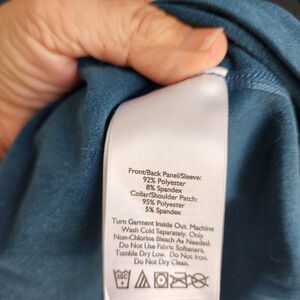 Front/Back Panel/Sleeve:
92% Polyester
8% Spandex
Collar/Shoulder Patch:
95% Polyester
5% Spandex
Turn Garment Inside Out. Machine
Wash Cold Separately. Only
Non-Chlorine Bleach As Needed.
Do Not Use Fabric Softeners.
Tumble Dry Low. Do Not Iron.
Do Not Dry Clean.